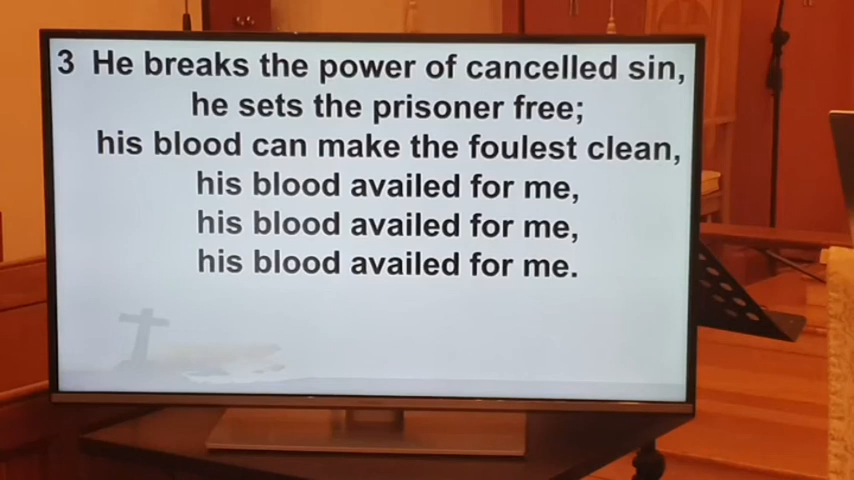 3 He breaks the power of cancelled sin,
he sets the prisoner free;
his blood can make the foulest clean,
his blood availed for me,
his blood availed for me,
his blood availed for me.